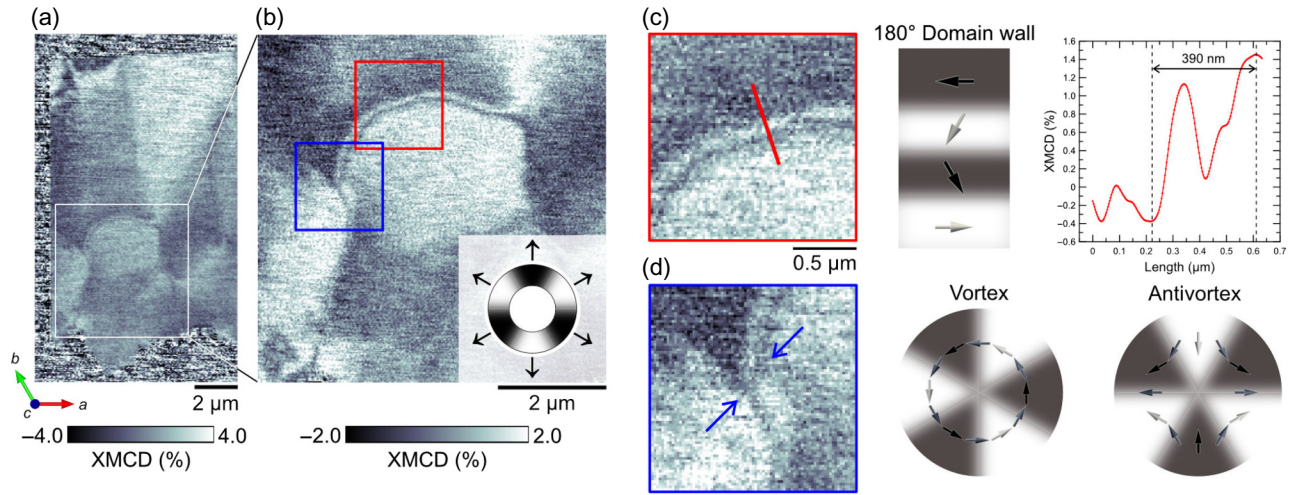 (a)
(b)
(c)
180° Domain wall
390 nm
XMCD (%)
1.6
1.4
1.2
1.0
0.8
0.6
0.4
0.2
0
−0.2
−0.4
−0.6
0
0.1
0.2
0.3
0.4
0.5
0.6
0.7
Length (μm)
0.5 μm
(d)
Vortex
Antivortex
b
c
a
2 μm
2 μm
−4.0
4.0
XMCD (%)
−2.0
2.0
XMCD (%)